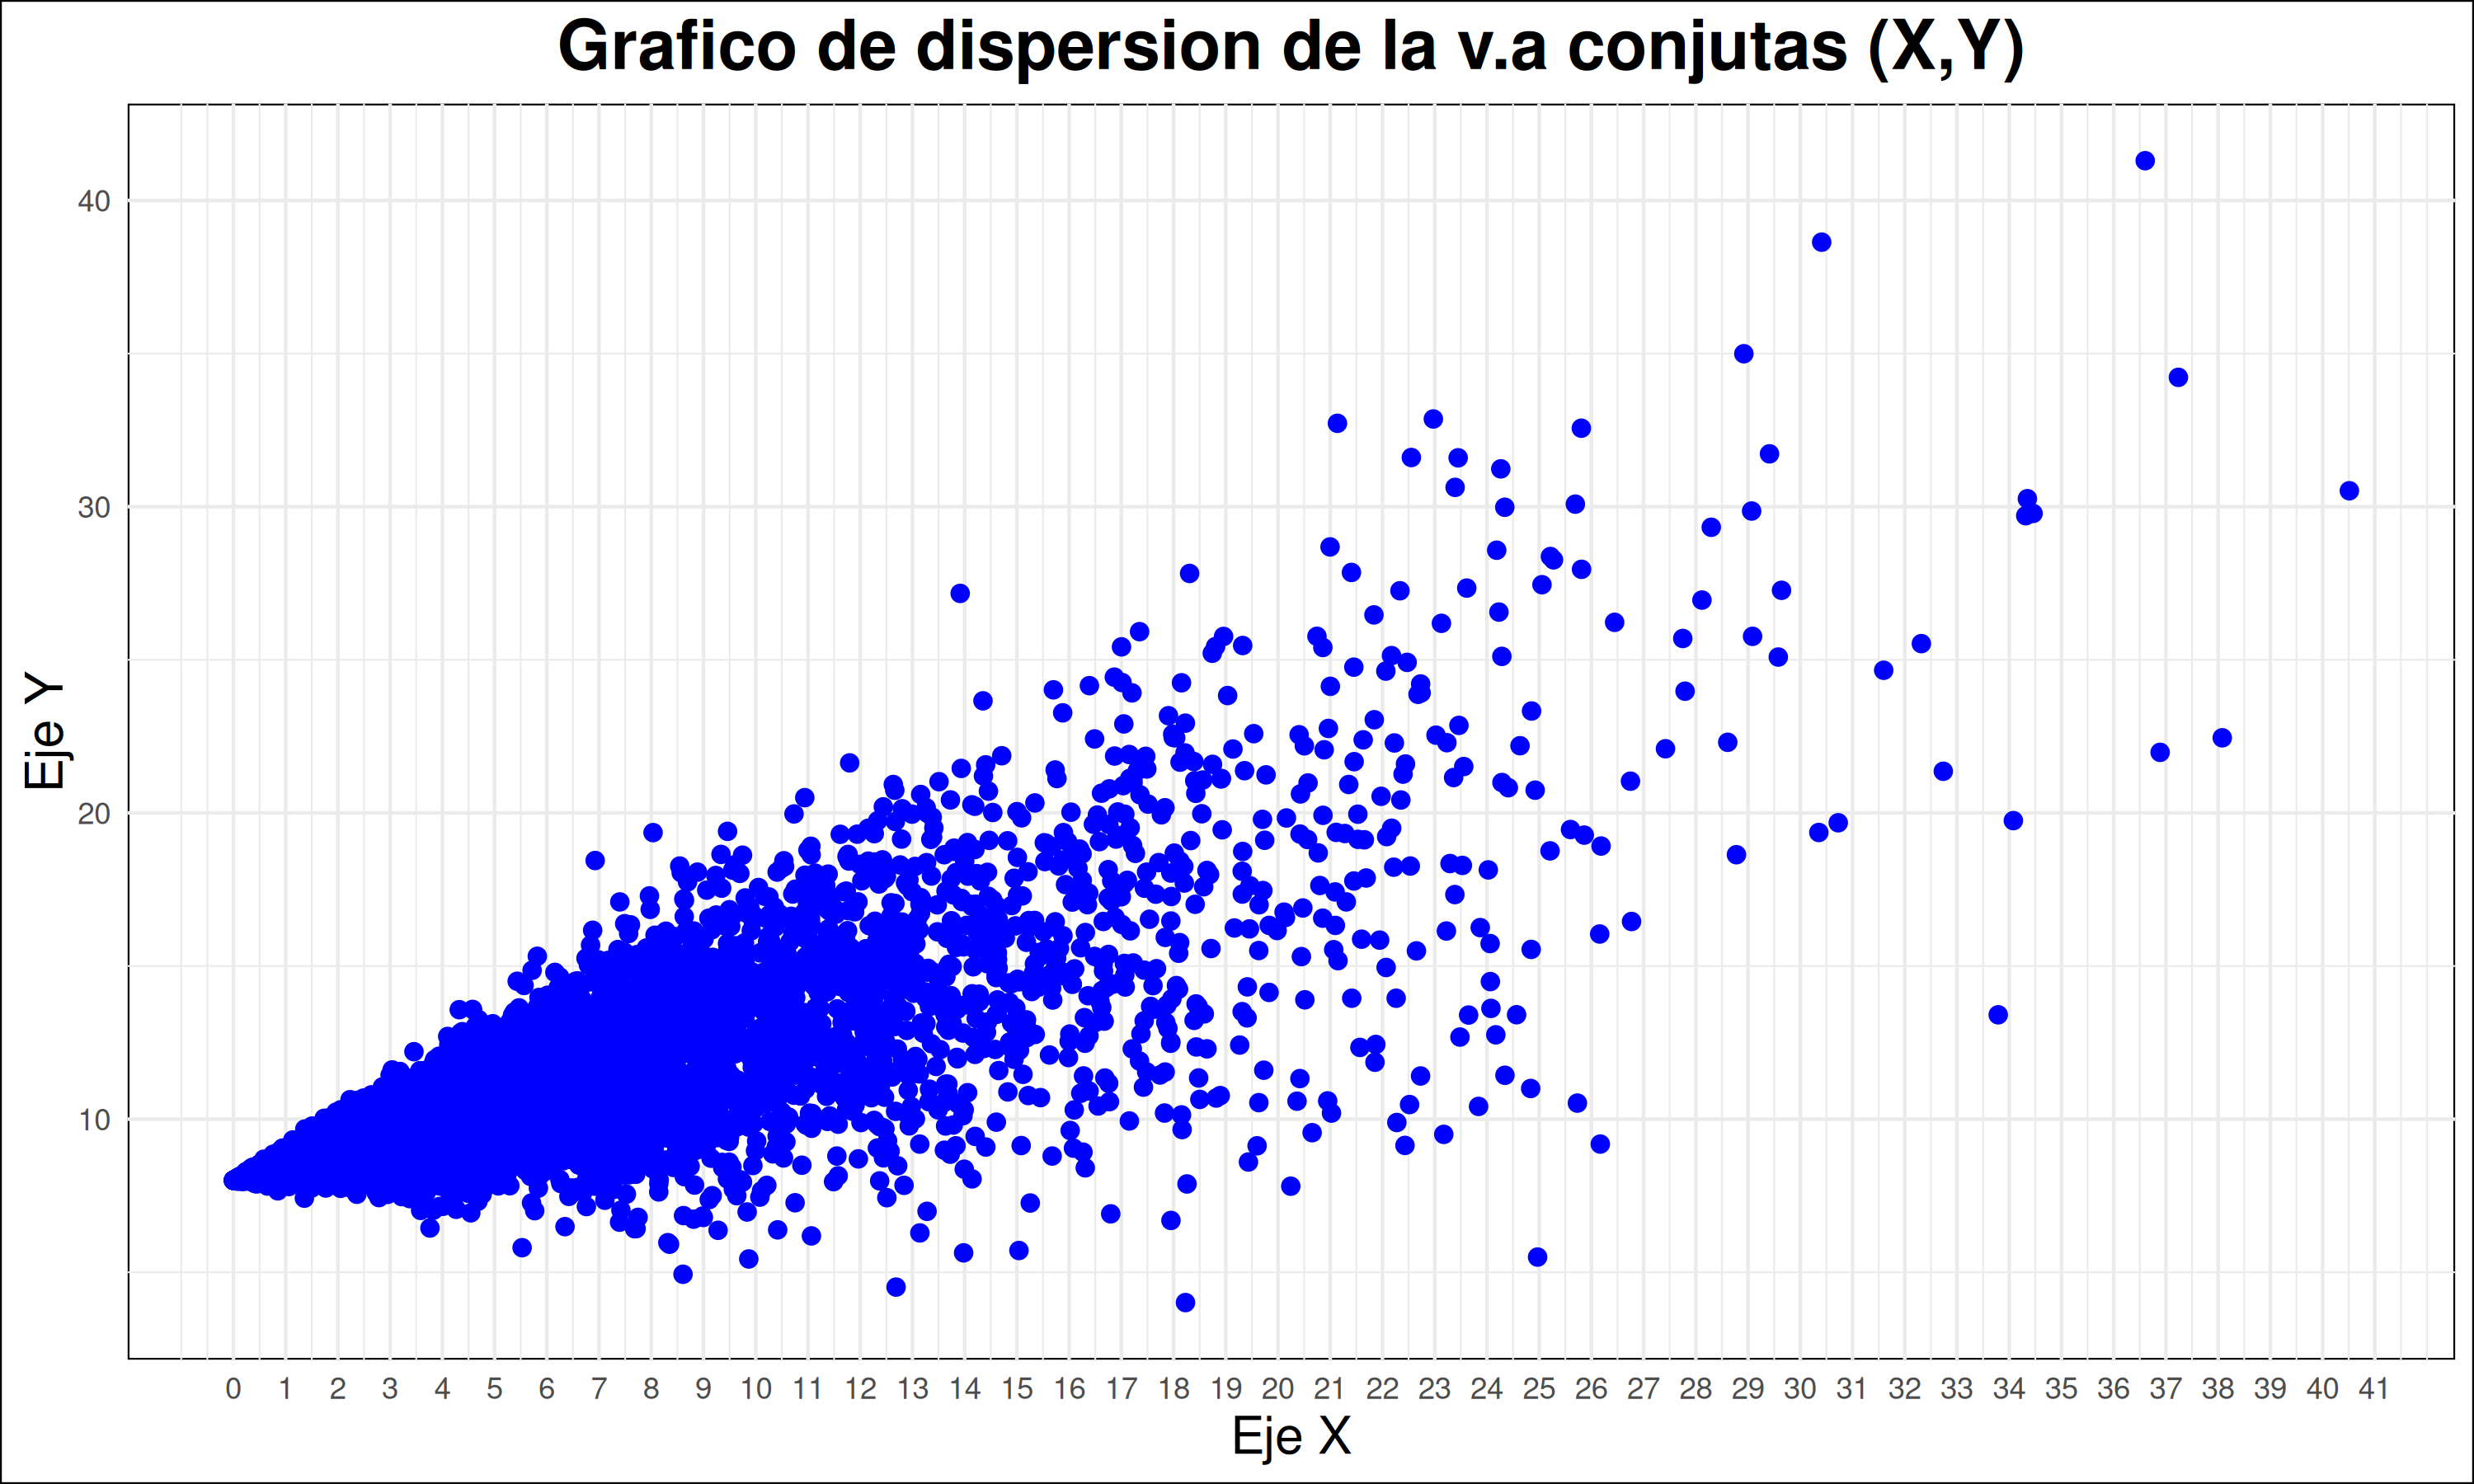 Grafico de dispersion de la v.a conjutas (X,Y)
Eje Y
40
30
20
10
0 1 2 3 4 5 6 7 8 9 10 11 12 13 14 15 16 17 18 19 20 21 22 23 24 25 26 27 28 29 30 31 32 33 34 35 36 37 38 39 40 41
Eje X